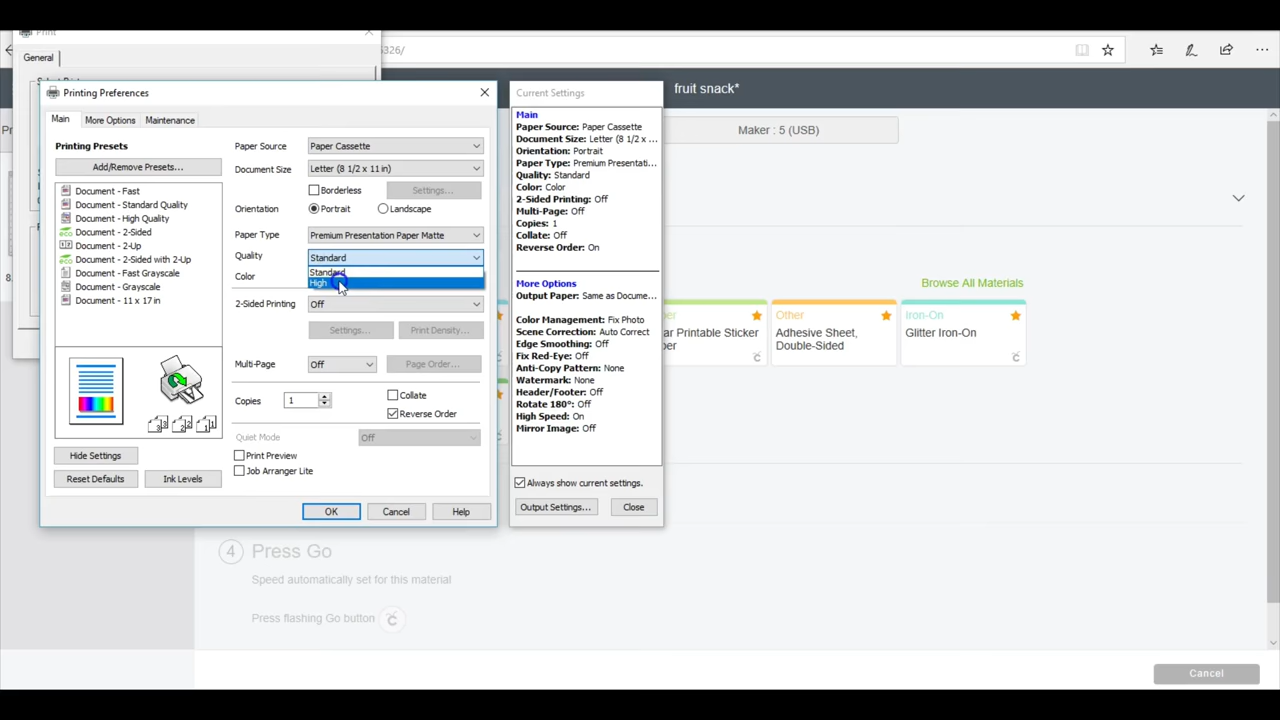 Print
326/
General
fruit snack*
Printing Preferences
Main
More Options
Maintenance
Printing Presets
Add/Remove Presets...
Document - Fast
Document - Standard Quality
Document - High Quality
Document - 2-Sided
Document - 2-Up
Document - 2-Sided with 2-Up
Document - Fast Grayscale
Document - Grayscale
Document - 11 x 17 in
Hide Settings
Reset Defaults
Ink Levels
Paper Source
Paper Cassette
Document Size
Letter (8 1/2 x 11 in)
Borderless
Settings...
Orientation
Portrait
Landscape
Paper Type
Premium Presentation Paper Matte
Quality
Standard
Standard
High
Color
2-Sided Printing
Off
Settings...
Print Density...
Multi-Page
Off
Page Order...
Copies
1
Collate
Reverse Order
Quiet Mode
Off
Print Preview
Job Arranger Lite
OK
Cancel
Help
Current Settings
Main
Paper Source: Paper Cassette
Document Size: Letter (8 1/2 x ...
Orientation: Portrait
Paper Type: Premium Presentati...
Quality: Standard
Color: Color
2-Sided Printing: Off
Multi-Page: Off
Copies: 1
Collate: Off
Reverse Order: On
More Options
Output Paper: Same as Docume...
Color Management: Fix Photo
Scene Correction: Auto Correct
Edge Smoothing: Off
Fix Red-Eye: Off
Anti-Copy Pattern: None
Watermark: None
Header/Footer: Off
Rotate 180°: Off
High Speed: On
Mirror Image: Off
Always show current settings.
Output Settings...
Close
Maker : 5 (USB)
Browse All Materials
Printable Sticker
Other
Adhesive Sheet,
Double-Sided
Iron-On
Glitter Iron-On
4 Press Go
Speed automatically set for this material
Press flashing Go button
Cancel